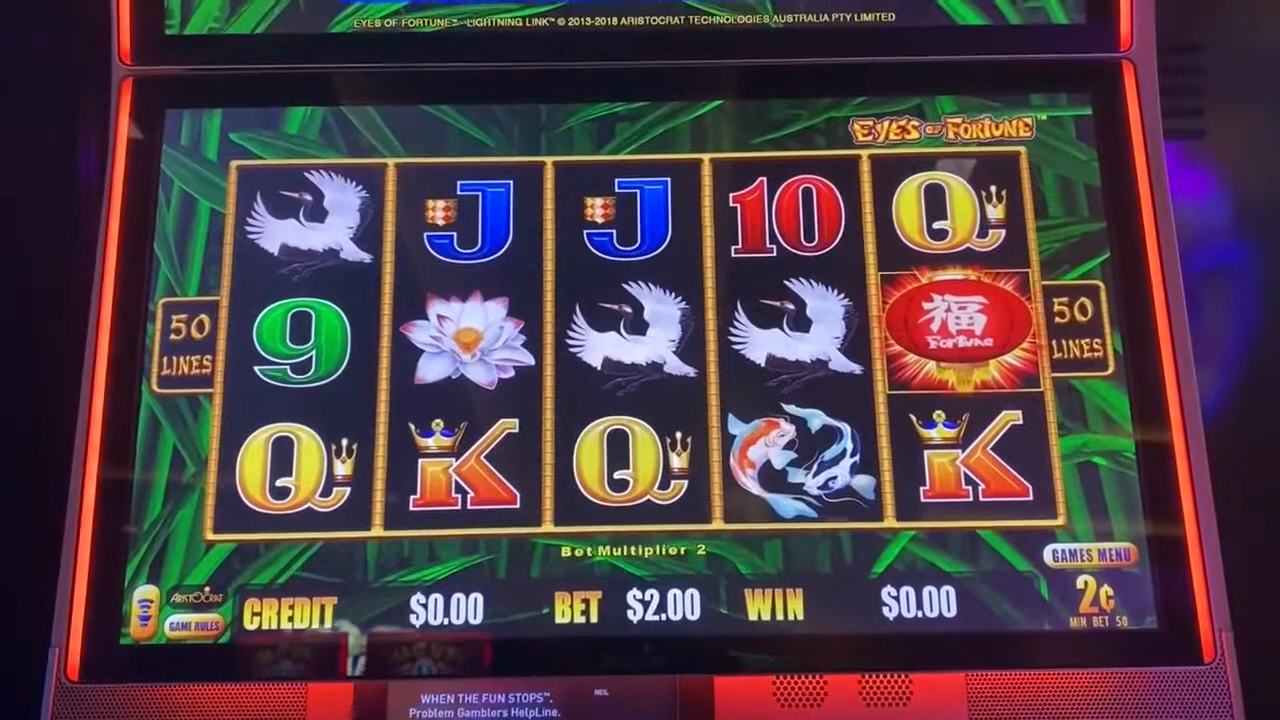 EYES OF FORTUNE™ - LIGHTNING LINK™ © 2013-2018 ARISTOCRAT TECHNOLOGIES AUSTRALIA PTY LIMITED
EYES OF FORTUNE™
J J 10 Q
50 LINES
9
福
Fortune
50 LINES
Q K Q K
Bet Multiplier 2
GAMES MENU
ARISTOCRAT
GAME RULES
CREDIT $0.00 BET $2.00 WIN $0.00
2¢
MIN BET 50
WHEN THE FUN STOPS™.
NEIL
Problem Gamblers HelpLine.